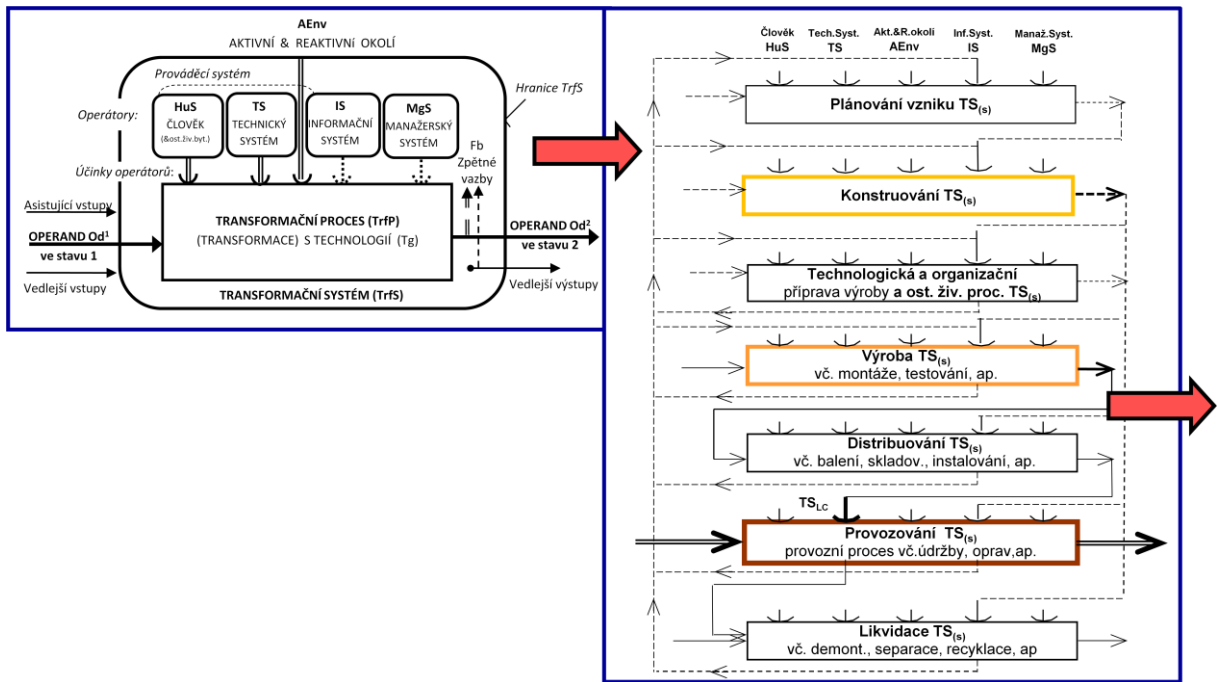 AEnv
AKTIVNÍ & REAKTIVNí OKOLÍ
Prováděcí systém
Hranice TrfS
Operátory:
HuS
ČLOVĚK
(&ost.živ.byt.)
TS
TECHNICKÝ
SYSTÉM
IS
INFORMAČNÍ
SYSTÉM
MgS
MANAŽERSKÝ
SYSTÉM
Fb
Zpětné
vazby
Účinky operátorů:
Asistující vstupy
OPERAND Od¹
ve stavu 1
Vedlejší vstupy
TRANSFORMAČNÍ PROCES (TrfP)
(TRANSFORMACE) S TECHNOLOGIÍ (Tg)
OPERAND Od²
ve stavu 2
Vedlejší výstupy
TRANSFORMAČNÍ SYSTÉM (TrfS)
Člověk Tech.Syst. Akt.&R.okolí Inf.Syst. Manaž.Syst.
HuS TS AEnv IS MgS
Plánování vzniku TS(s)
Konstruování TS(s)
Technologická a organizační
příprava výroby a ost. živ. proc. TS(s)
Výroba TS(s)
vč. montáže, testování, ap.
Distribuování TS(s)
vč. balení, skladov., instalování, ap.
TSLC
Provozování TS(s)
provozní proces vč.údržby, oprav,ap.
Likvidace TS(s)
vč. demont., separace, recyklace, ap